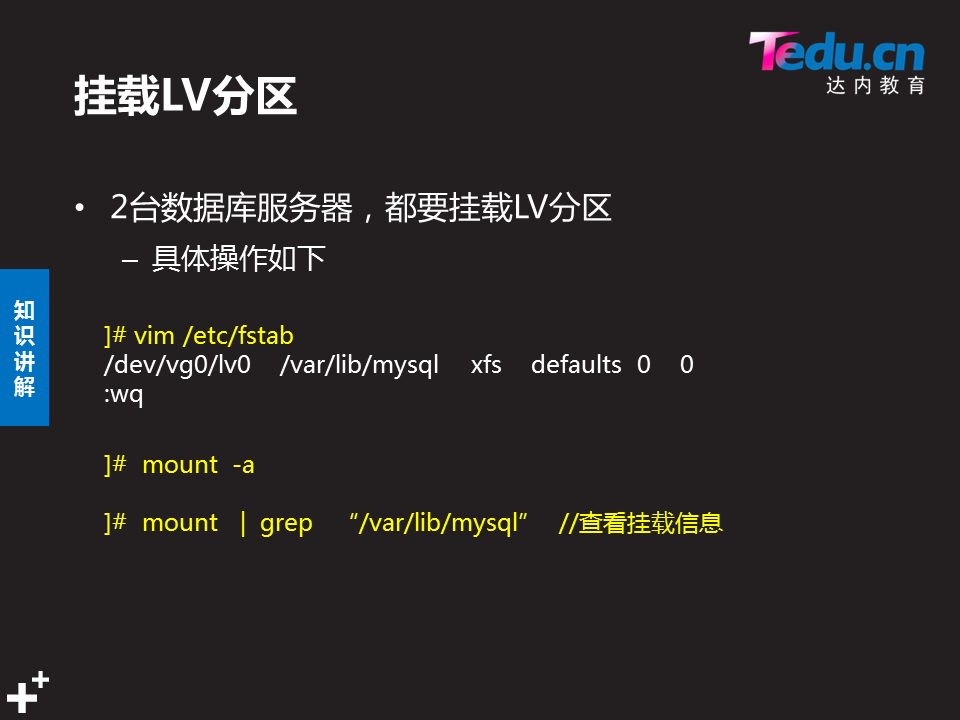 Tedu.cn
达内教育
挂载LV分区
• 2台数据库服务器，都要挂载LV分区
– 具体操作如下
知识讲解
]# vim /etc/fstab
/dev/vg0/lv0 /var/lib/mysql xfs defaults 0 0
:wq
]# mount -a
]# mount | grep “/var/lib/mysql” //查看挂载信息